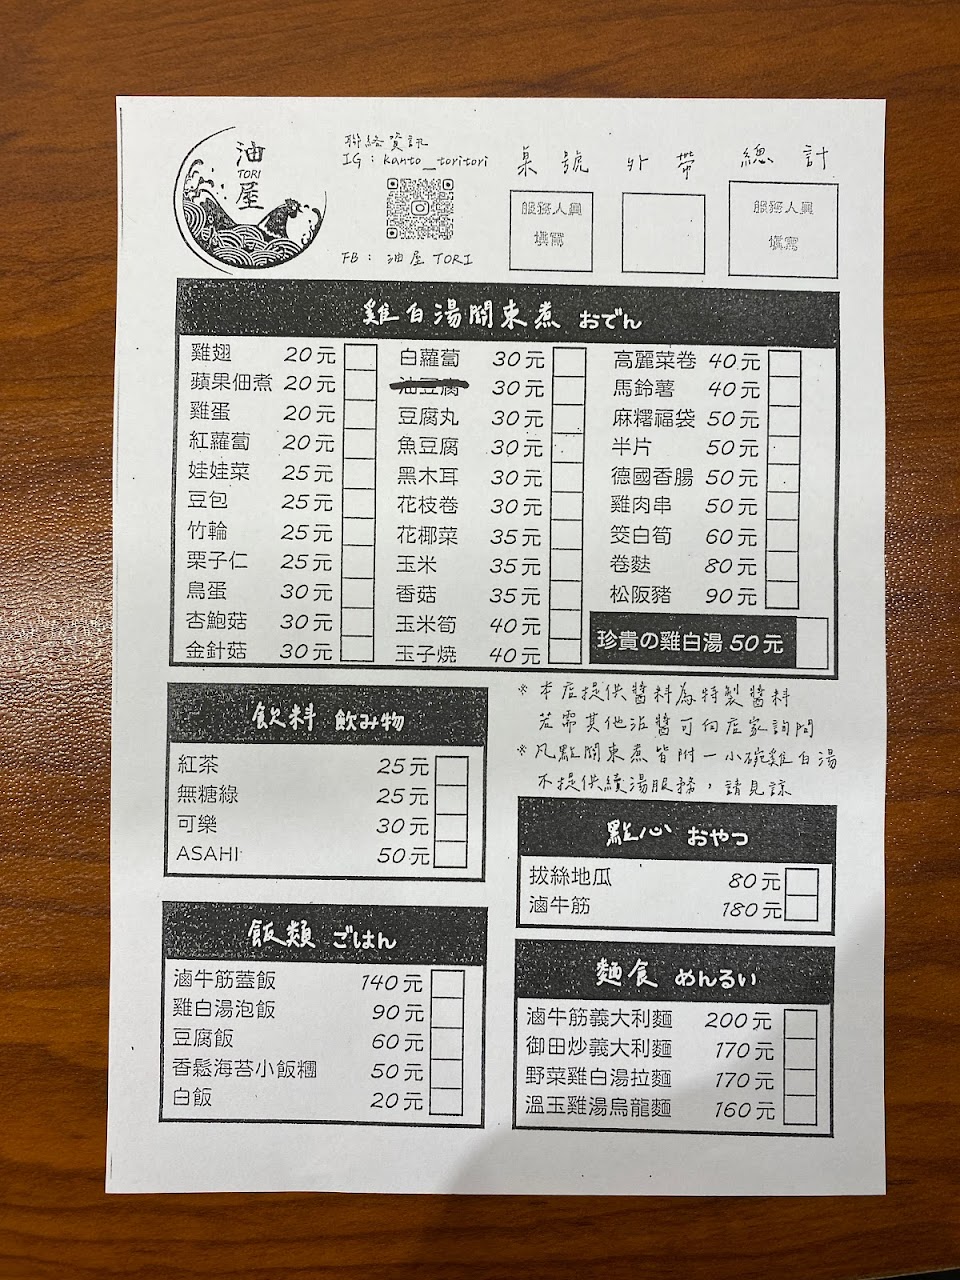 油
TORI
屋
聯絡資訊
IG：kanto_toritori
FB：油屋 TORI
桌號 外帶 總計
服務人員
填寫
服務人員
填寫
雞白湯關東煮 おでん
雞翅 20元
蘋果佃煮 20元
雞蛋 20元
紅蘿蔔 20元
娃娃菜 25元
豆包 25元
竹輪 25元
栗子仁 25元
鳥蛋 30元
杏鮑菇 30元
金針菇 30元
白蘿蔔 30元
油豆腐 30元
豆腐丸 30元
魚豆腐 30元
黑木耳 30元
花枝卷 30元
花椰菜 35元
玉米 35元
香菇 35元
玉米筍 40元
玉子燒 40元
高麗菜卷 40元
馬鈴薯 40元
麻糬福袋 50元
半片 50元
德國香腸 50元
雞肉串 50元
筊白筍 60元
卷麩 80元
松阪豬 90元
珍貴の雞白湯 50元
飲料 飲み物
紅茶 25元
無糖綠 25元
可樂 30元
ASAHI 50元
飯類 ごはん
滷牛筋蓋飯 140元
雞白湯泡飯 90元
豆腐飯 60元
香鬆海苔小飯糰 50元
白飯 20元
※ 本店提供醬料為特製醬料
若需其他沾醬可向店家詢問
※ 凡點關東煮皆附一小碗雞白湯
不提供續湯服務，請見諒
點心 おやつ
拔絲地瓜 80元
滷牛筋 180元
麵食 めんるい
滷牛筋義大利麵 200元
御田炒義大利麵 170元
野菜雞白湯拉麵 170元
溫玉雞湯烏龍麵 160元